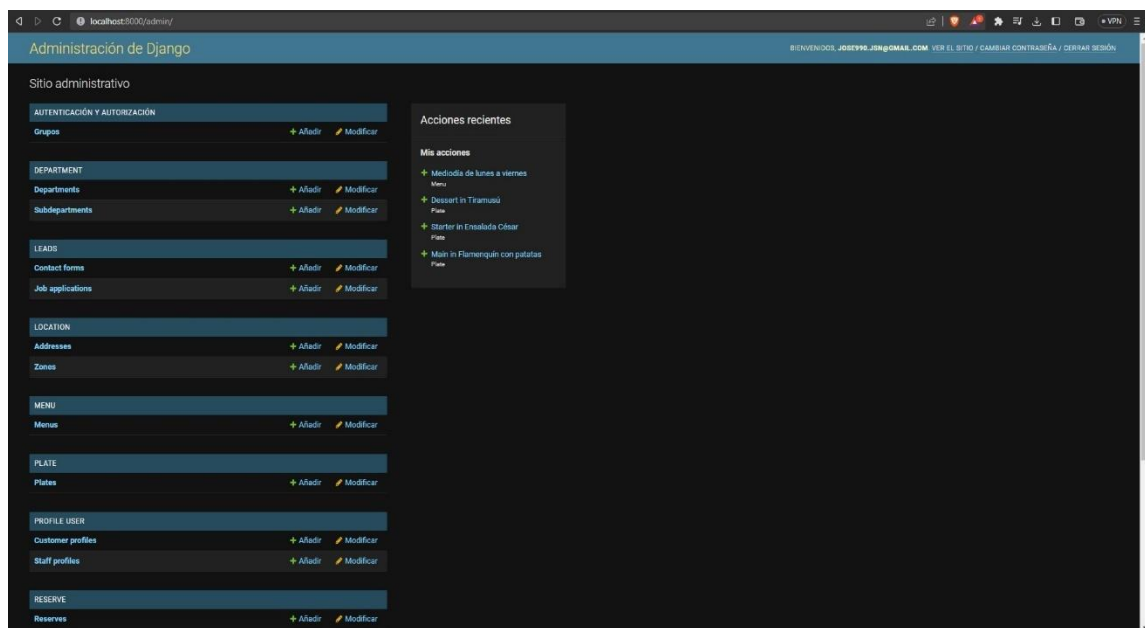 localhost:8000/admin/
VPN
Administración de Django
BIENVENIDOS, JOSE990.JSN@GMAIL.COM VER EL SITIO / CAMBIAR CONTRASEÑA / CERRAR SESIÓN
Sitio administrativo
AUTENTICACIÓN Y AUTORIZACIÓN
Grupos + Añadir Modificar
DEPARTMENT
Departments + Añadir Modificar
Subdepartments + Añadir Modificar
LEADS
Contact forms + Añadir Modificar
Job applications + Añadir Modificar
LOCATION
Addresses + Añadir Modificar
Zones + Añadir Modificar
MENU
Menus + Añadir Modificar
PLATE
Plates + Añadir Modificar
PROFILE USER
Customer profiles + Añadir Modificar
Staff profiles + Añadir Modificar
RESERVE
Reserves + Añadir Modificar
Acciones recientes
Mis acciones
+ Mediodía de lunes a viernes
Menu
+ Dessert in Tiramusú
Plate
+ Starter in Ensalada César
Plate
+ Main in Flamenquín con patatas
Plate